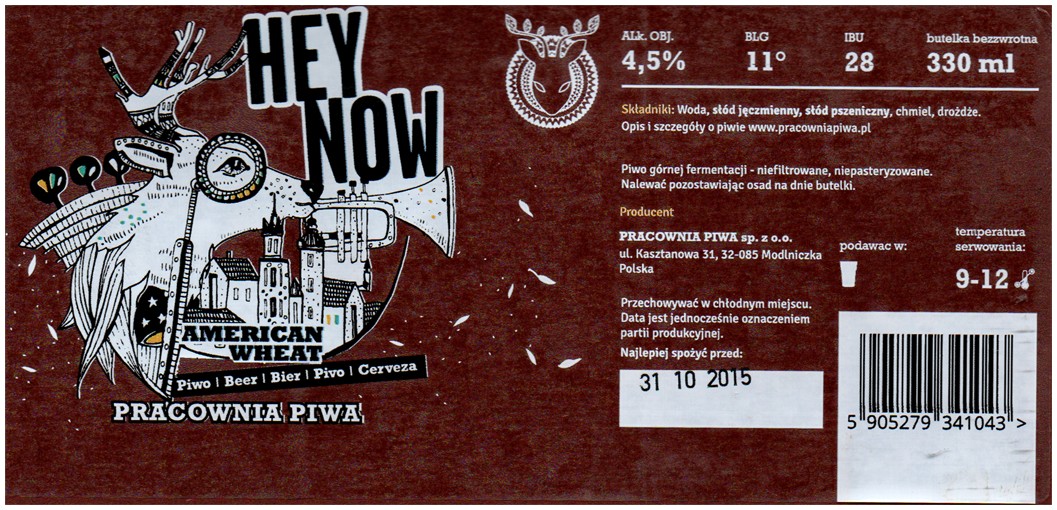 HEY
NOW
AMERICAN
WHEAT
Piwo | Beer | Bier | Pivo | Cerveza
PRACOWNIA PIWA
ALK. OBJ.
4,5%
BLG
11°
IBU
28
butelka bezzwrotna
330 ml
Składniki: Woda, słód jęczmienny, słód pszeniczny, chmiel, drożdże.
Opis i szczegóły o piwie www.pracowniapiwa.pl
Piwo górnej fermentacji - niefiltrowane, niepasteryzowane.
Nalewać pozostawiając osad na dnie butelki.
Producent
PRACOWNIA PIWA sp. z o.o.
ul. Kasztanowa 31, 32-085 Modlniczka
Polska
podawac w:
temperatura
serwowania:
9-12
Przechowywać w chłodnym miejscu.
Data jest jednocześnie oznaczeniem
partii produkcyjnej.
Najlepiej spożyć przed:
31 10 2015
5 905279 341043 >